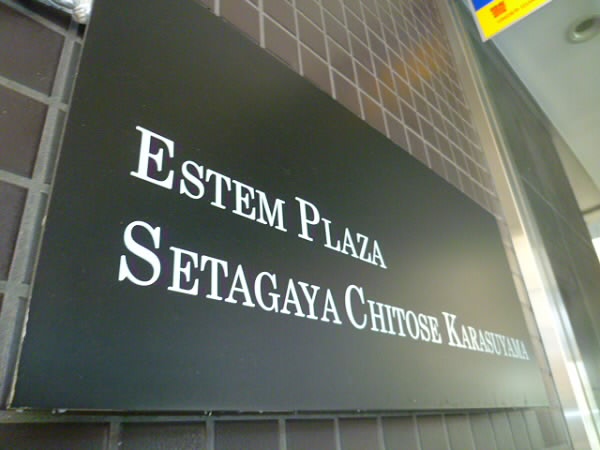 ESTEM PLAZA
SETAGAYA CHITOSE KARASUYAMA